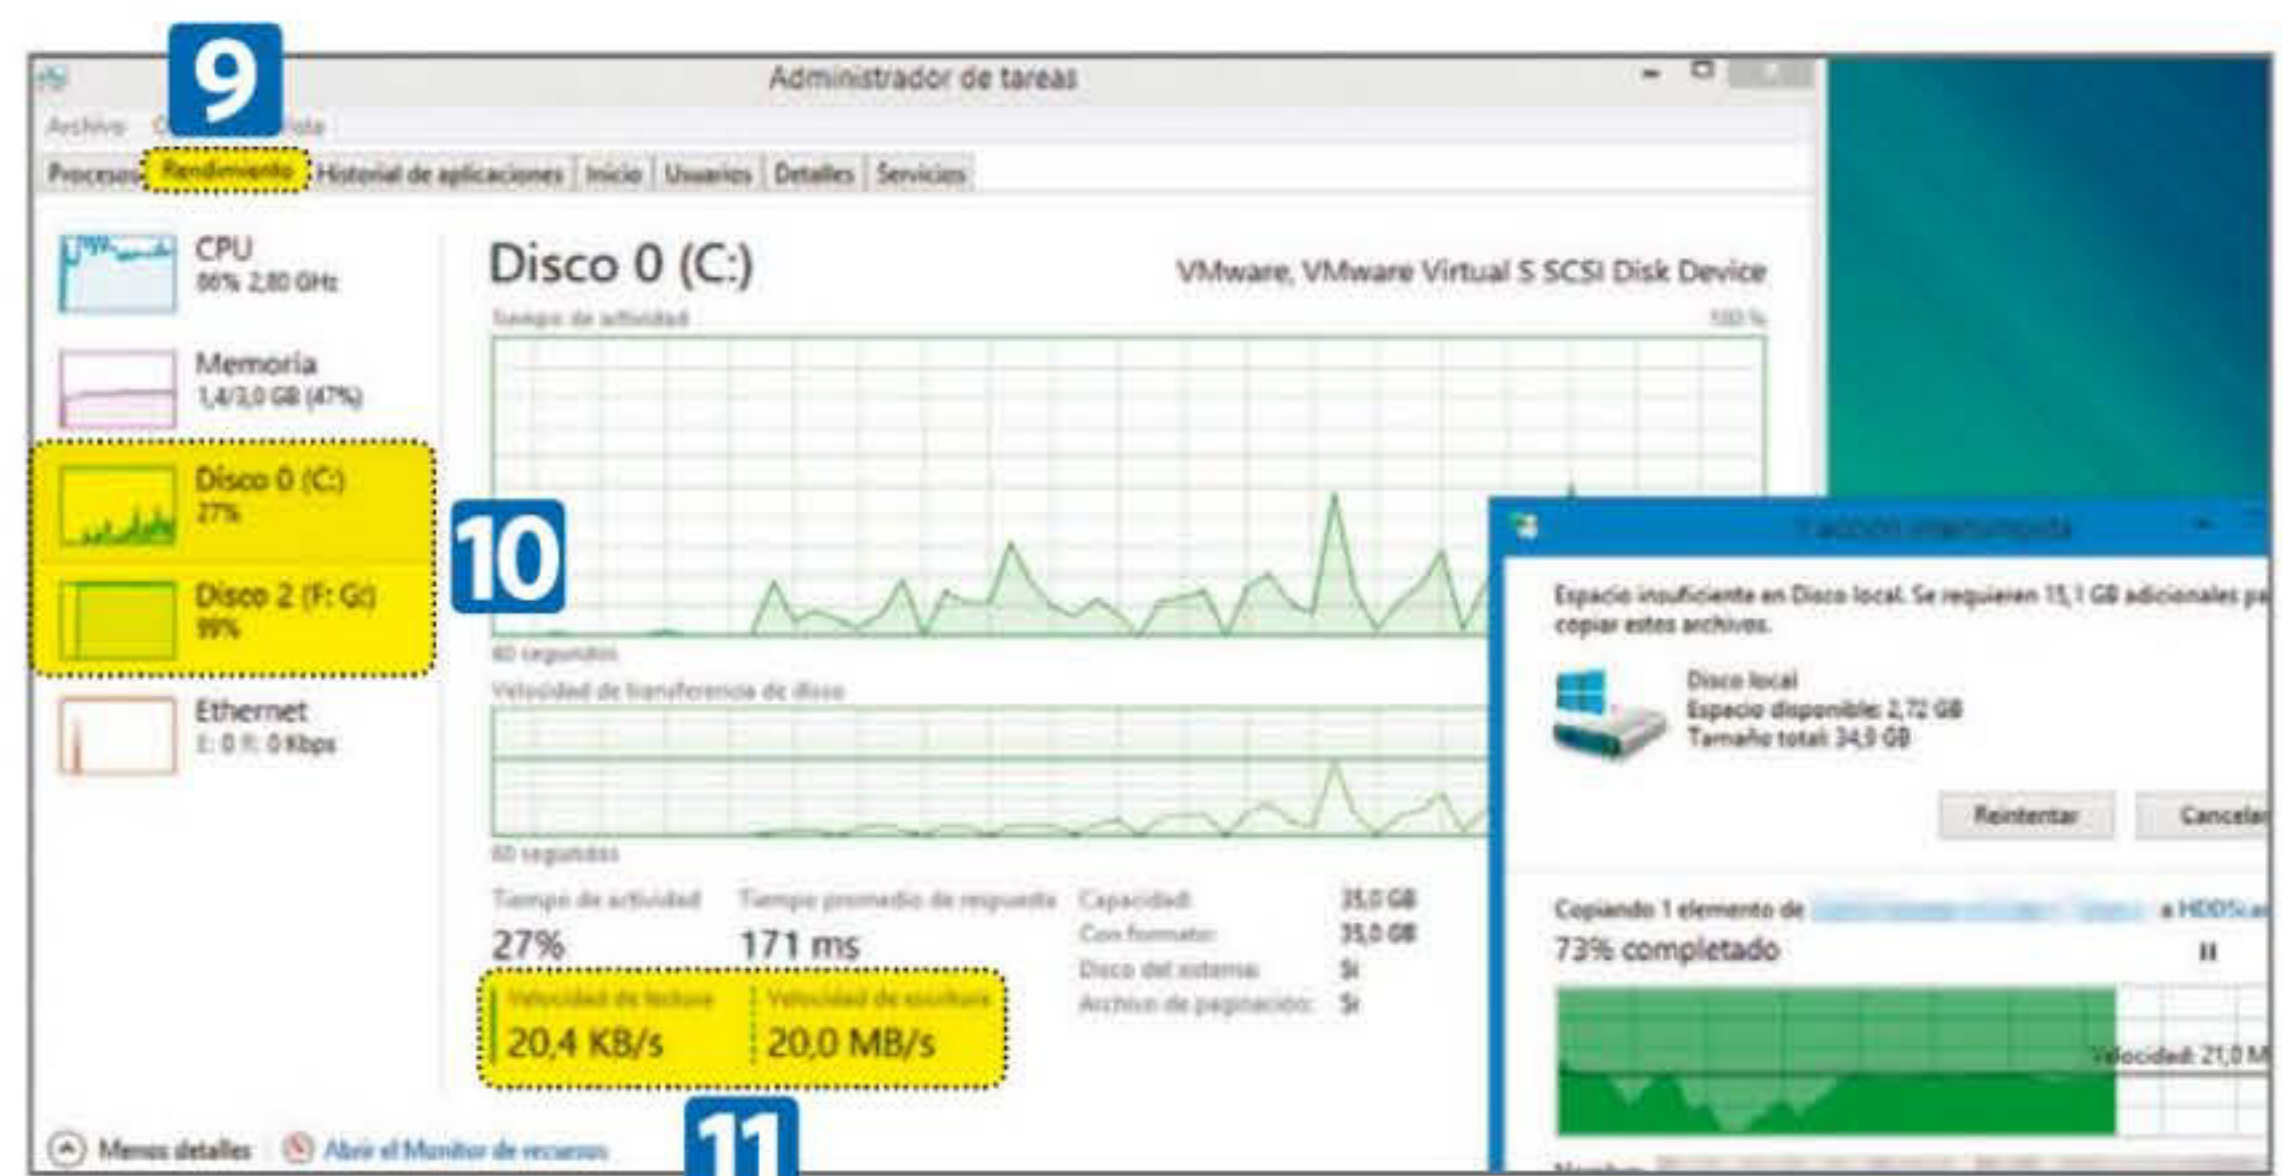 9
Administrador de tareas
Archivo
Procesos Rendimiento Historial de aplicaciones Inicio Usuarios Detalles Servicios
CPU
86% 2,80 GHz
Memoria
1,4/3,0 GB (47%)
Disco 0 (C:)
27%
Disco 2 (F: G:)
99%
Ethernet
E: 0 R: 0 Kbps
10
Disco 0 (C:)
VMware, VMware Virtual S SCSI Disk Device
Tiempo de actividad
100 %
60 segundos
Velocidad de transferencia de disco
60 segundos
Tiempo de actividad Tiempo promedio de respuesta
27% 171 ms
Velocidad de lectura Velocidad de escritura
20,4 KB/s 20,0 MB/s
Capacidad: 35,0 GB
Con formato: 35,0 GB
Disco del sistema: Sí
Archivo de paginación: Sí
11
Menos detalles Abrir el Monitor de recursos
1 acción interrumpida
Espacio insuficiente en Disco local. Se requieren 15,1 GB adicionales pa
copiar estos archivos.
Disco local
Espacio disponible: 2,72 GB
Tamaño total: 34,9 GB
Reintentar Cancelar
Copiando 1 elemento de a HDDScan
73% completado
Velocidad: 21,0 M